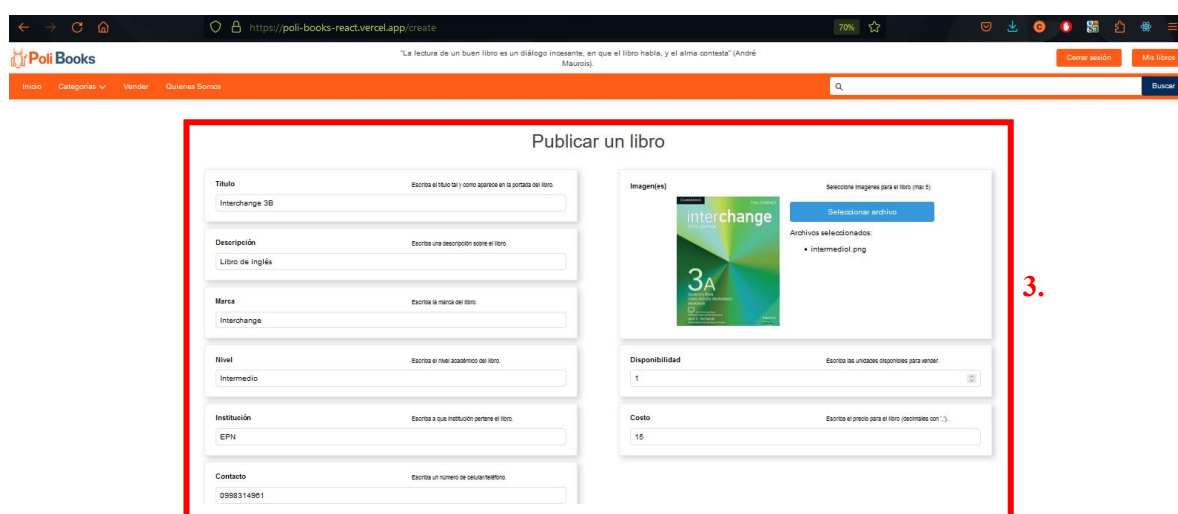 https://poli-books-react.vercel.app/create
70%
Poli Books
"La lectura de un buen libro es un diálogo incesante, en que el libro habla, y el alma contesta" (André
Maurois).
Cerrar sesión
Mis libros
Inicio Categorías Vender Quienes Somos
Buscar
Publicar un libro
Título Escriba el título tal y como aparece en la portada del libro.
Interchange 3B
Descripción Escriba una descripción sobre el libro.
Libro de inglés
Marca Escriba la marca del libro.
Interchange
Nivel Escriba el nivel académico del libro.
Intermedio
Institución Escriba a que institución pertene el libro.
EPN
Contacto Escriba un número de celular/teléfono.
0998314961
Imagen(es) Seleccione imagenes para el libro (max 5)
interchange
3A
Seleccionar archivo
Archivos seleccionados:
• intermedioI.png
Disponibilidad Escriba las unidades disponibles para vender.
1
Costo Escriba el precio para el libro (decimales con '.').
15
3.